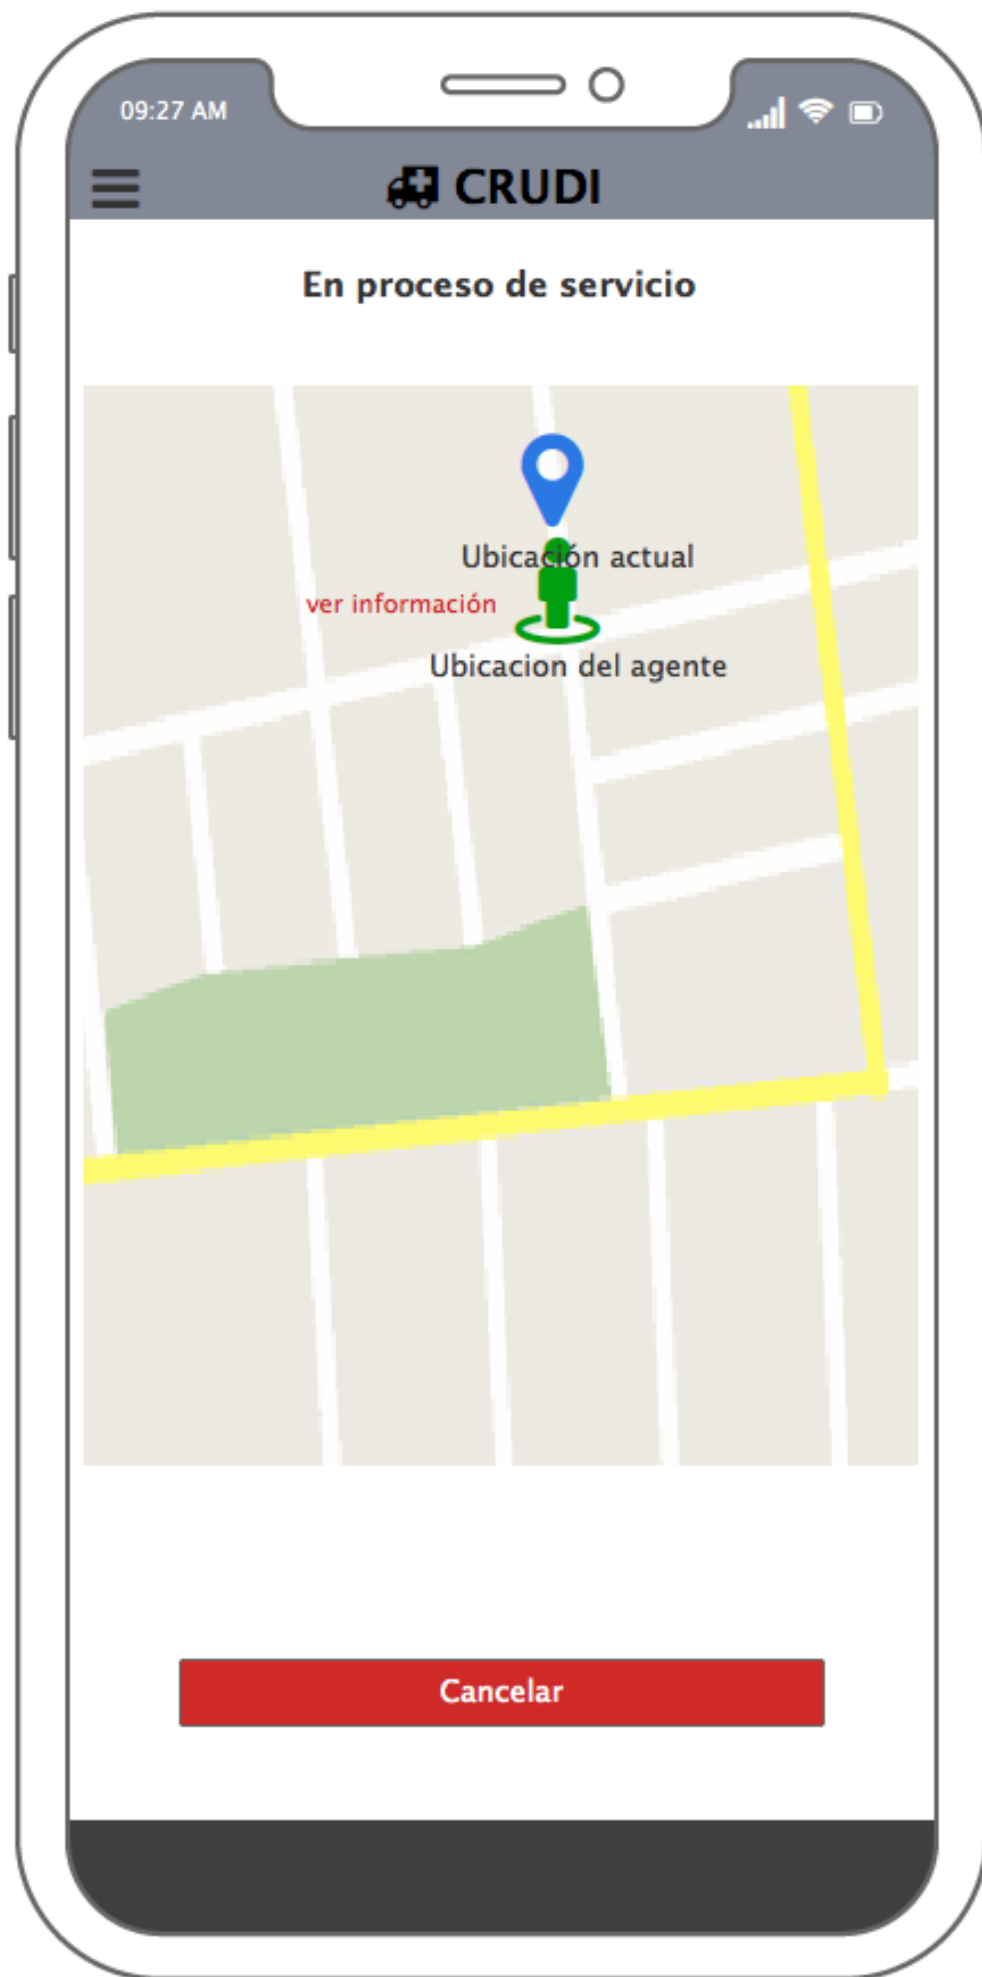 09:27 AM
CRUDI
En proceso de servicio
Ubicación actual
ver información
Ubicacion del agente
Cancelar